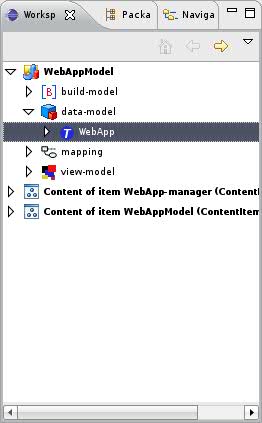 Worksp Packa Naviga
WebAppModel
[B] build-model
data-model
T WebApp
mapping
view-model
Content of item WebApp-manager (ContentI
Content of item WebAppModel (ContentItem